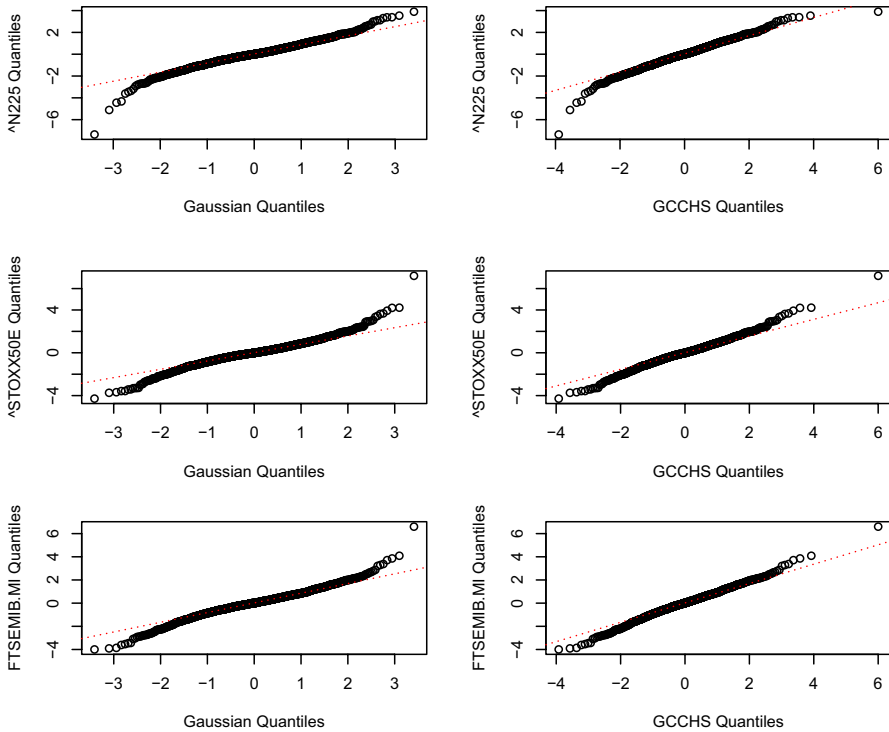 ^N225 Quantiles
2
−2
−6
−3 −2 −1 0 1 2 3
Gaussian Quantiles
^N225 Quantiles
2
−2
−6
−4 −2 0 2 4 6
GCCHS Quantiles
^STOXX50E Quantiles
4
0
−4
−3 −2 −1 0 1 2 3
Gaussian Quantiles
^STOXX50E Quantiles
4
0
−4
−4 −2 0 2 4 6
GCCHS Quantiles
FTSEMIB.MI Quantiles
6
4
2
0
−4
−3 −2 −1 0 1 2 3
Gaussian Quantiles
FTSEMIB.MI Quantiles
6
4
2
0
−4
−4 −2 0 2 4 6
GCCHS Quantiles